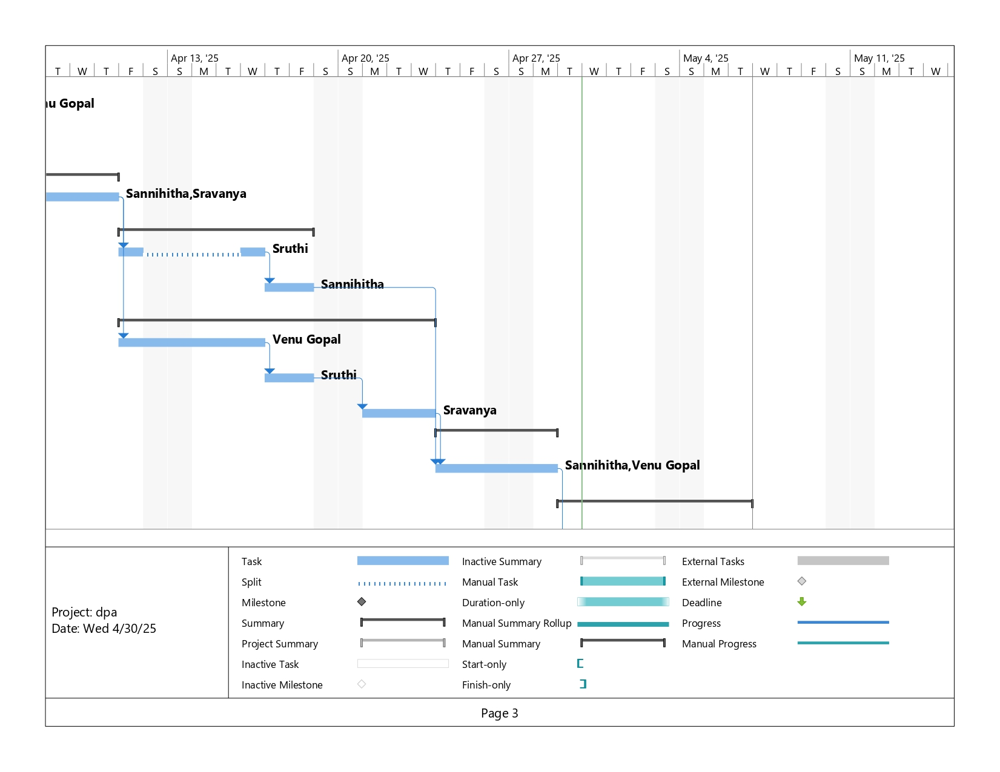 Apr 13, '25 Apr 20, '25 Apr 27, '25 May 4, '25 May 11, '25
T W T F S S M T W T F S S M T W T F S S M T W T F S S M T W T F S S M T W
Gopal
Sannihitha,Sravanya
Sruthi
Sannihitha
Venu Gopal
Sruthi
Sravanya
Sannihitha,Venu Gopal
Project: dpa
Date: Wed 4/30/25
Task
Split
Milestone
Summary
Project Summary
Inactive Task
Inactive Milestone
Inactive Summary
Manual Task
Duration-only
Manual Summary Rollup
Manual Summary
Start-only
Finish-only
External Tasks
External Milestone
Deadline
Progress
Manual Progress
Page 3